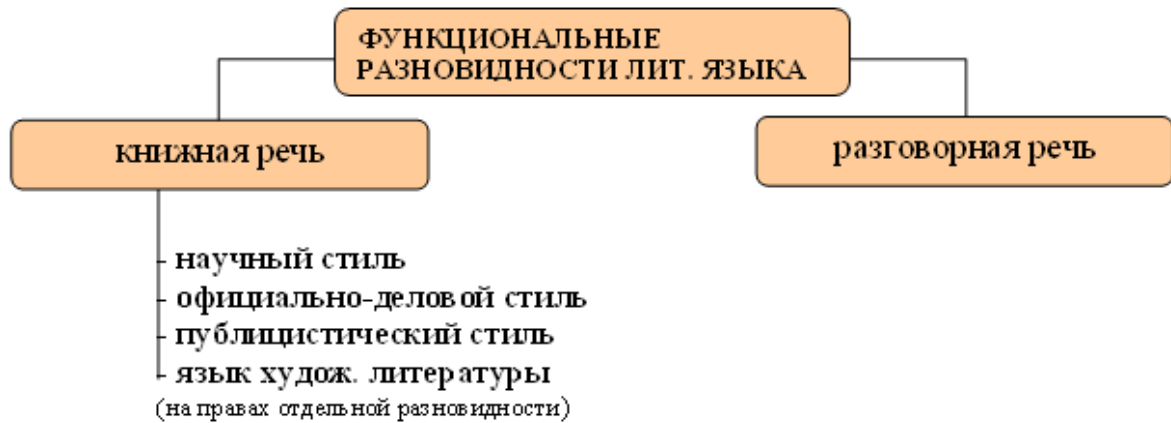 ФУНКЦИОНАЛЬНЫЕ
РАЗНОВИДНОСТИ ЛИТ. ЯЗЫКА
книжная речь
разговорная речь
- научный стиль
- официально-деловой стиль
- публицистический стиль
- язык худож. литературы
(на правах отдельной разновидности)